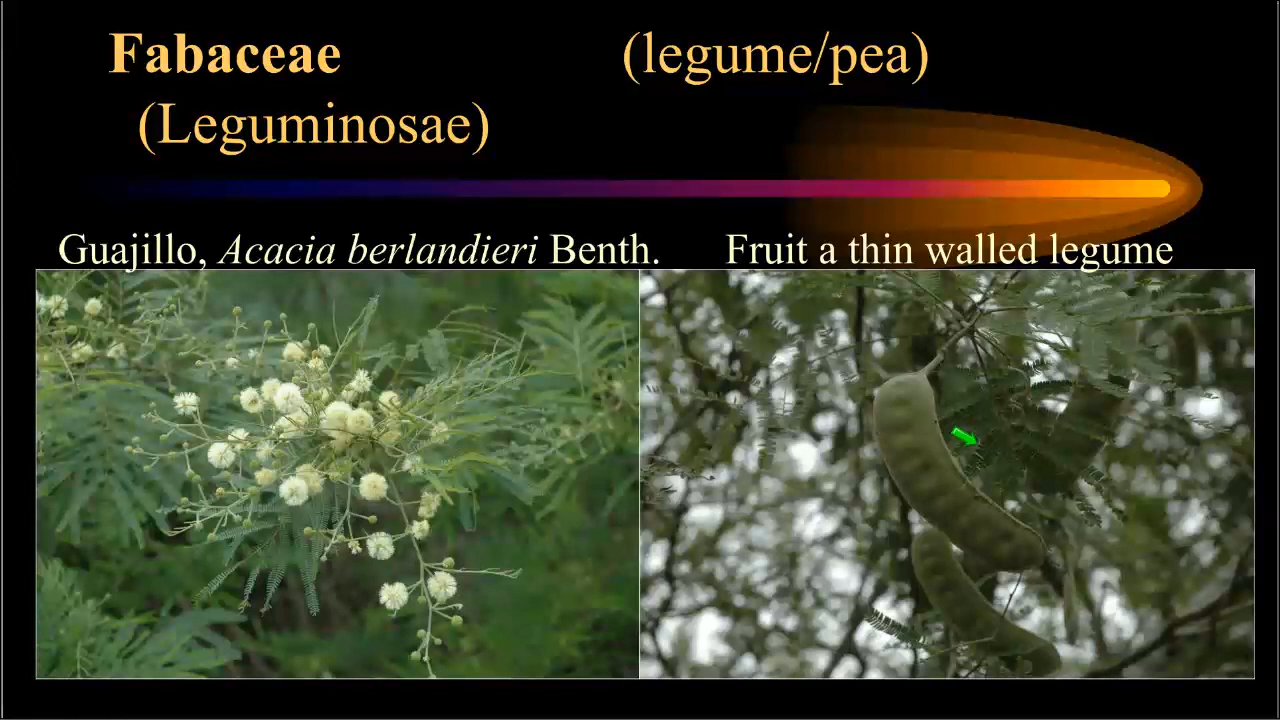 Fabaceae (legume/pea)
(Leguminosae)
Guajillo, Acacia berlandieri Benth. Fruit a thin walled legume